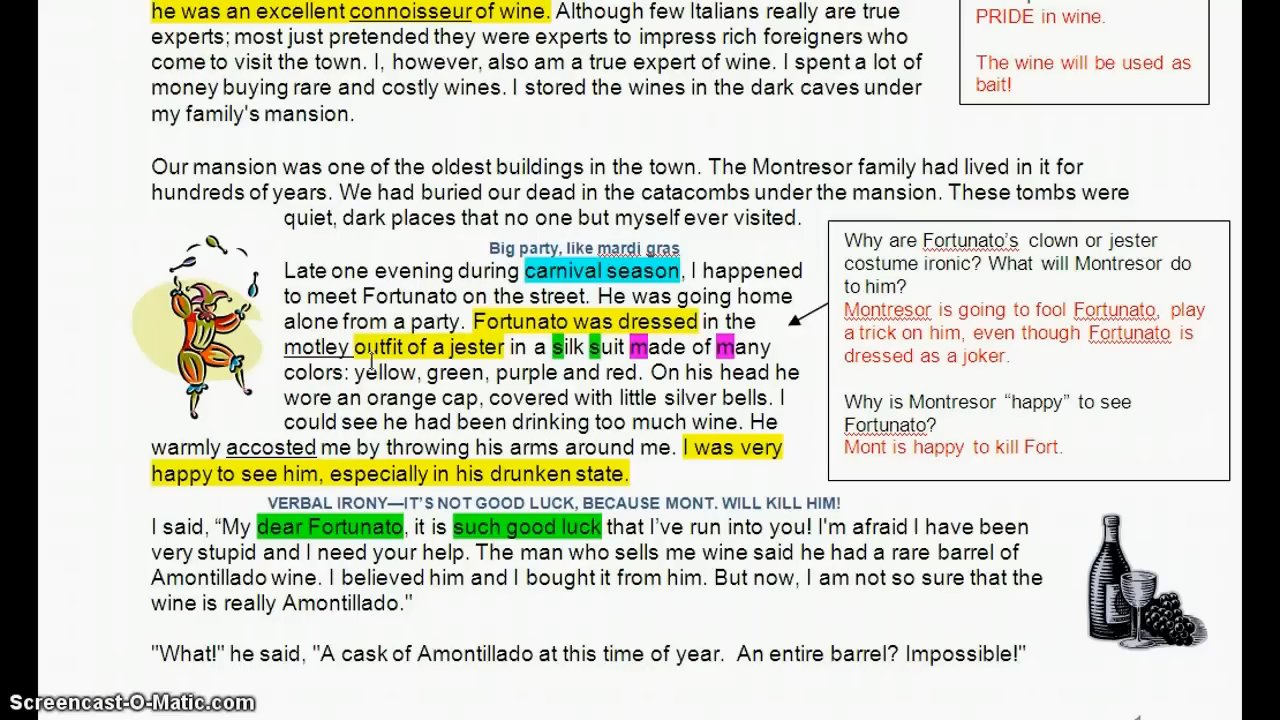 he was an excellent connoisseur of wine. Although few Italians really are true
experts; most just pretended they were experts to impress rich foreigners who
come to visit the town. I, however, also am a true expert of wine. I spent a lot of
money buying rare and costly wines. I stored the wines in the dark caves under
my family's mansion.
PRIDE in wine.
The wine will be used as
bait!
Our mansion was one of the oldest buildings in the town. The Montresor family had lived in it for
hundreds of years. We had buried our dead in the catacombs under the mansion. These tombs were
quiet, dark places that no one but myself ever visited.
Big party, like mardi gras
Late one evening during carnival season, I happened
to meet Fortunato on the street. He was going home
alone from a party. Fortunato was dressed in the
motley outfit of a jester in a silk suit made of many
colors: yellow, green, purple and red. On his head he
wore an orange cap, covered with little silver bells. I
could see he had been drinking too much wine. He
warmly accosted me by throwing his arms around me. I was very
happy to see him, especially in his drunken state.
Why are Fortunato's clown or jester
costume ironic? What will Montresor do
to him?
Montresor is going to fool Fortunato, play
a trick on him, even though Fortunato is
dressed as a joker.
Why is Montresor “happy” to see
Fortunato?
Mont is happy to kill Fort.
VERBAL IRONY—IT'S NOT GOOD LUCK, BECAUSE MONT. WILL KILL HIM!
I said, “My dear Fortunato, it is such good luck that I've run into you! I'm afraid I have been
very stupid and I need your help. The man who sells me wine said he had a rare barrel of
Amontillado wine. I believed him and I bought it from him. But now, I am not so sure that the
wine is really Amontillado."
"What!" he said, "A cask of Amontillado at this time of year.  An entire barrel? Impossible!"
Screencast-O-Matic.com